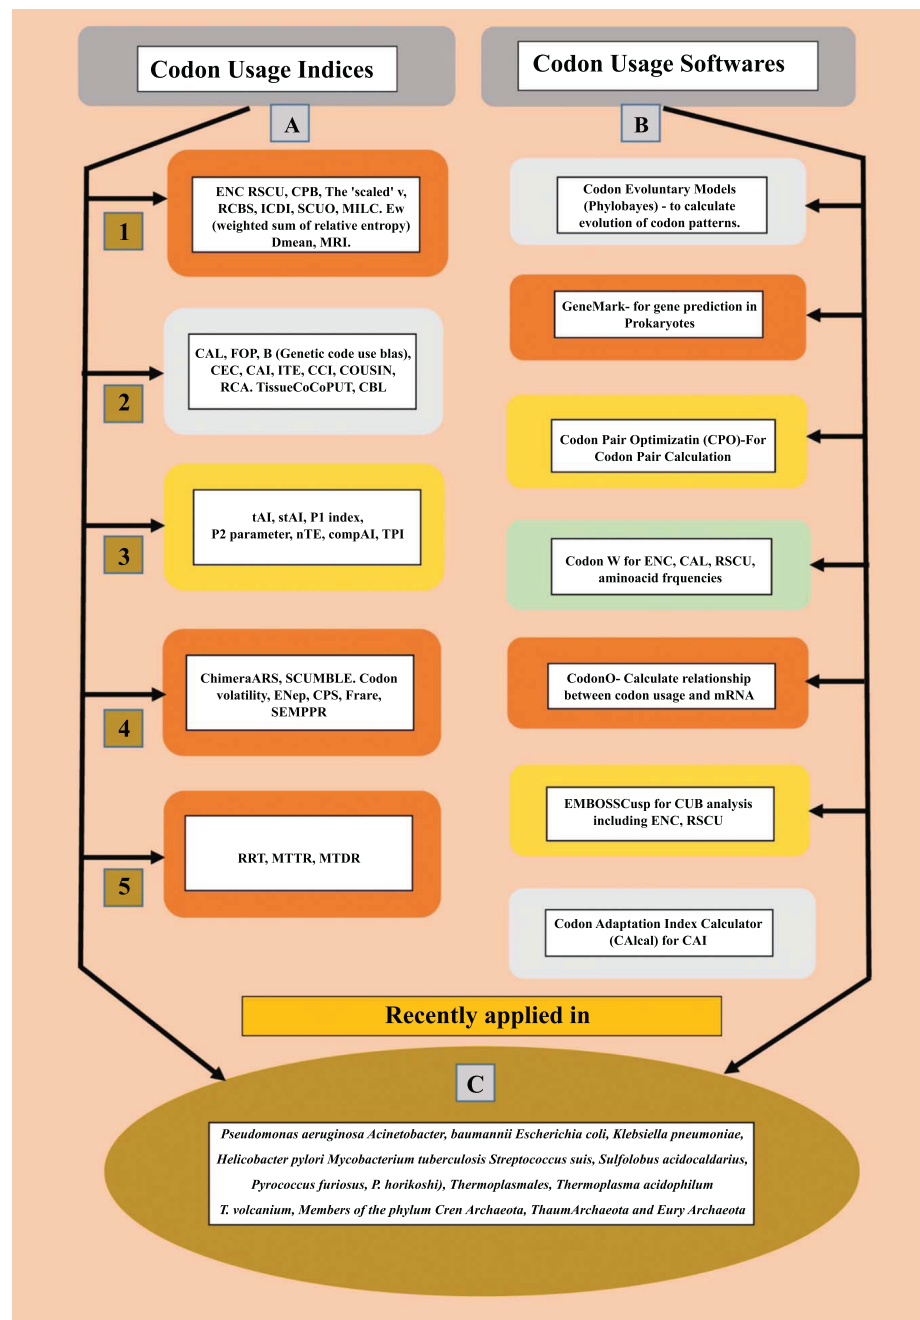 Codon Usage Indices
A
1
ENC RSCU, CPB, The 'scaled' v,
RCBS, ICDI, SCUO, MILC. Ew
(weighted sum of relative entropy)
Dmean, MRI.
2
CAL, FOP, B (Genetic code use blas),
CEC, CAI, ITE, CCI, COUSIN,
RCA. TissueCoCoPUT, CBL
3
tAI, stAI, P1 index,
P2 parameter, nTE, compAI, TPI
4
ChimeraARS, SCUMBLE. Codon
volatility, ENep, CPS, Frare,
SEMPPR
5
RRT, MTTR, MTDR
Codon Usage Softwares
B
Codon Evoluntary Models
(Phylobayes) - to calculate
evolution of codon patterns.
GeneMark- for gene prediction in
Prokaryotes
Codon Pair Optimizatin (CPO)-For
Codon Pair Calculation
Codon W for ENC, CAL, RSCU,
aminoacid frquencies
CodonO- Calculate relationship
between codon usage and mRNA
EMBOSSCusp for CUB analysis
including ENC, RSCU
Codon Adaptation Index Calculator
(CAlcal) for CAI
Recently applied in
C
Pseudomonas aeruginosa Acinetobacter, baumannii Escherichia coli, Klebsiella pneumoniae,
Helicobacter pylori Mycobacterium tuberculosis Streptococcus suis, Sulfolobus acidocaldarius,
Pyrococcus furiosus, P. horikoshi), Thermoplasmales, Thermoplasma acidophilum
T. volcanium, Members of the phylum Cren Archaeota, ThaumArchaeota and Eury Archaeota